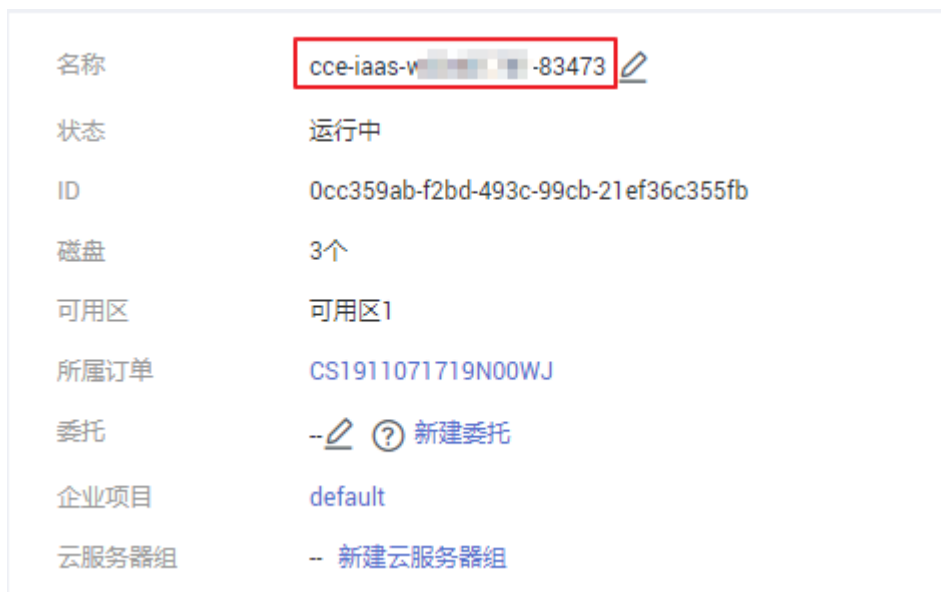 名称 cce-iaas-w -83473
状态 运行中
ID 0cc359ab-f2bd-493c-99cb-21ef36c355fb
磁盘 3个
可用区 可用区1
所属订单 CS1911071719N00WJ
委托 -- ? 新建委托
企业项目 default
云服务器组 -- 新建云服务器组